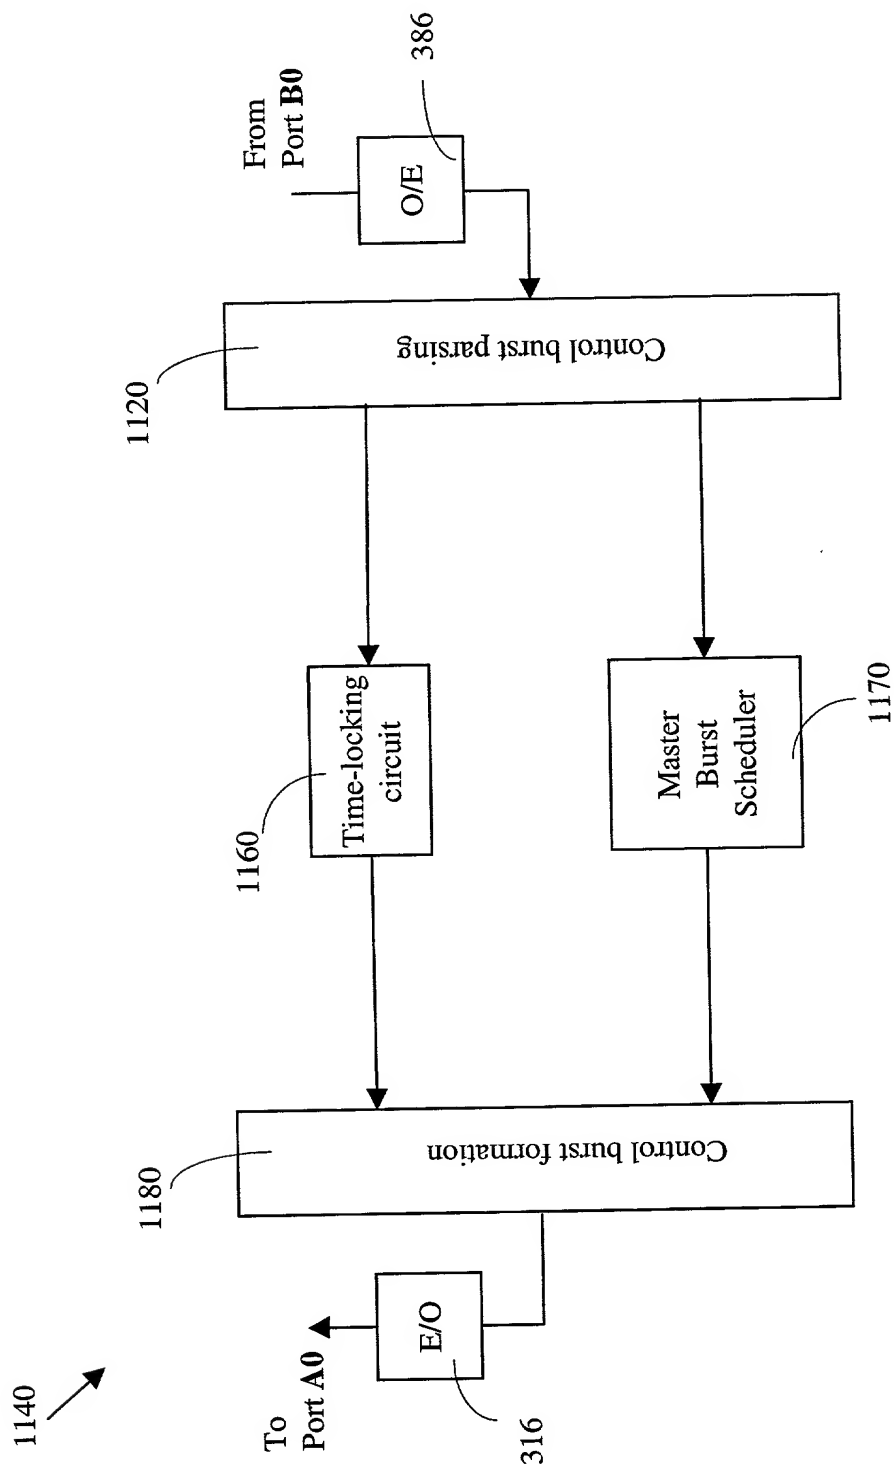 1140
To
Port A0
E/O
316
1180
Control burst formation
1160
Time-locking
circuit
Master
Burst
Scheduler
1170
1120
Control burst parsing
From
Port B0
O/E
386